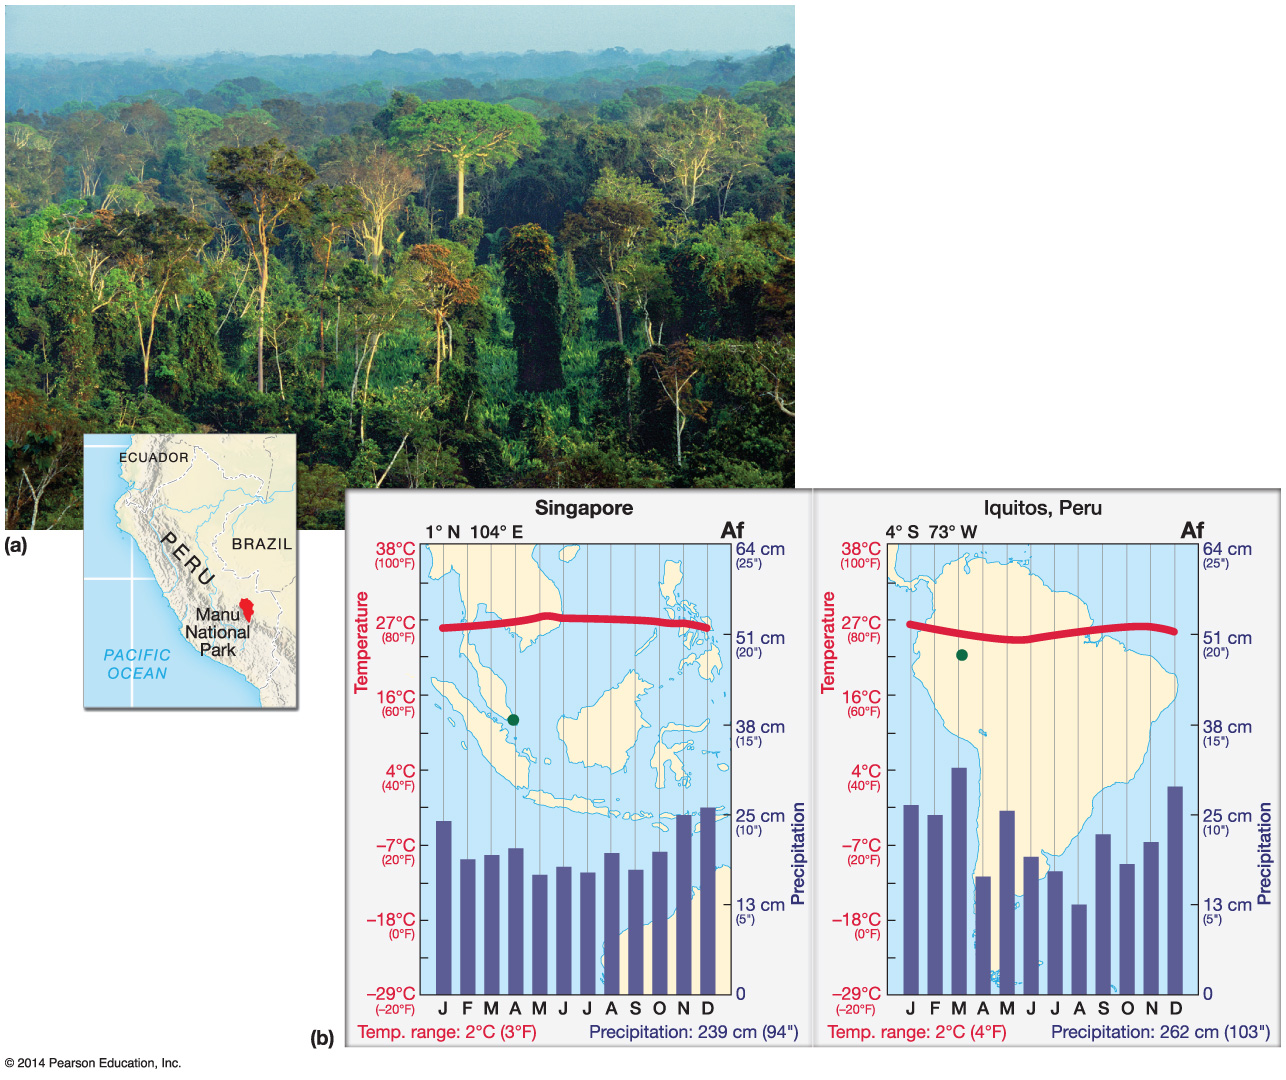 ECUADOR
PERU
BRAZIL
Manu
National
Park
PACIFIC
OCEAN
(a)
Singapore
1° N 104° E
Af
38°C
(100°F)
27°C
(80°F)
16°C
(60°F)
4°C
(40°F)
–7°C
(20°F)
–18°C
(0°F)
–29°C
(–20°F)
Temperature
64 cm
(25")
51 cm
(20")
38 cm
(15")
25 cm
(10")
13 cm
(5")
0
Precipitation
J F M A M J J A S O N D
Temp. range: 2°C (3°F)
Precipitation: 239 cm (94")
Iquitos, Peru
4° S 73° W
Af
38°C
(100°F)
27°C
(80°F)
16°C
(60°F)
4°C
(40°F)
–7°C
(20°F)
–18°C
(0°F)
–29°C
(–20°F)
Temperature
64 cm
(25")
51 cm
(20")
38 cm
(15")
25 cm
(10")
13 cm
(5")
0
Precipitation
J F M A M J J A S O N D
Temp. range: 2°C (4°F)
Precipitation: 262 cm (103")
(b)
© 2014 Pearson Education, Inc.